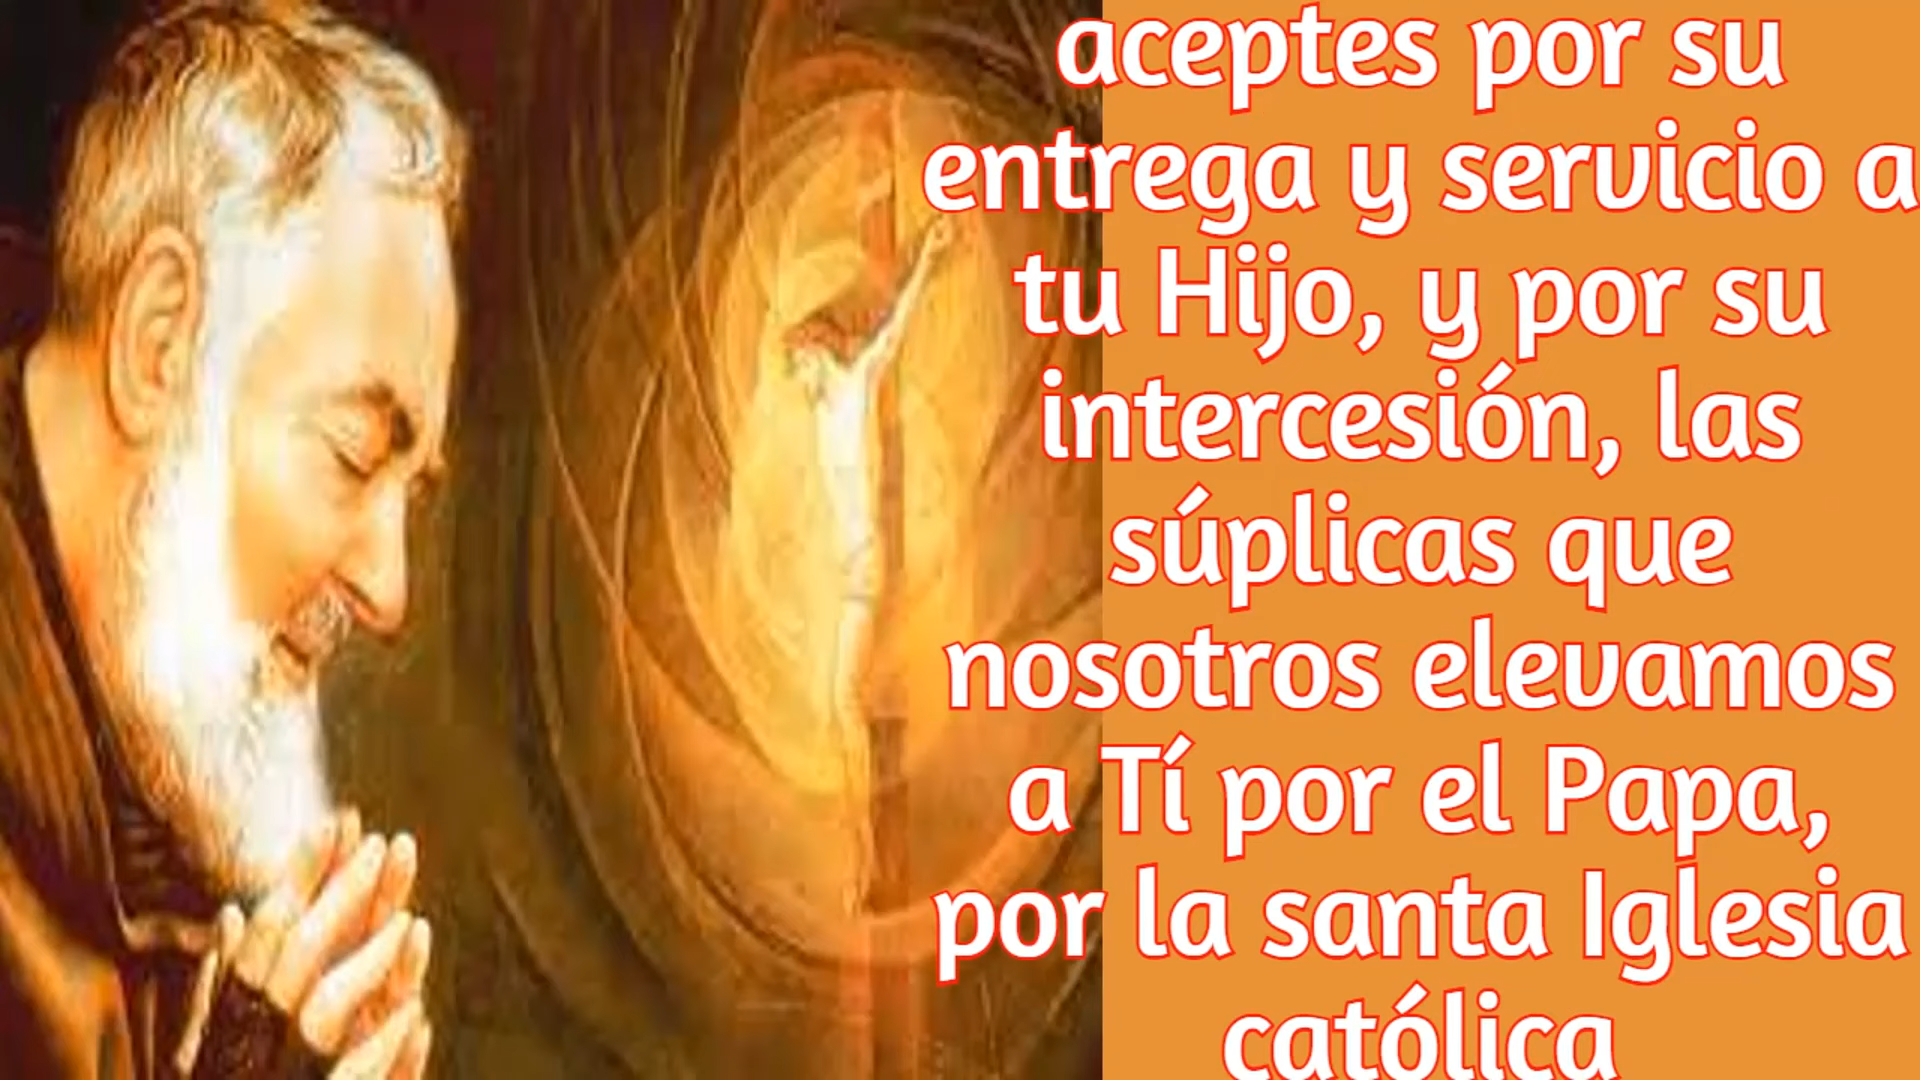 aceptes por su
entrega y servicio a
tu Hijo, y por su
intercesión, las
súplicas que
nosotros elevamos
a Tí por el Papa,
por la santa Iglesia
católica